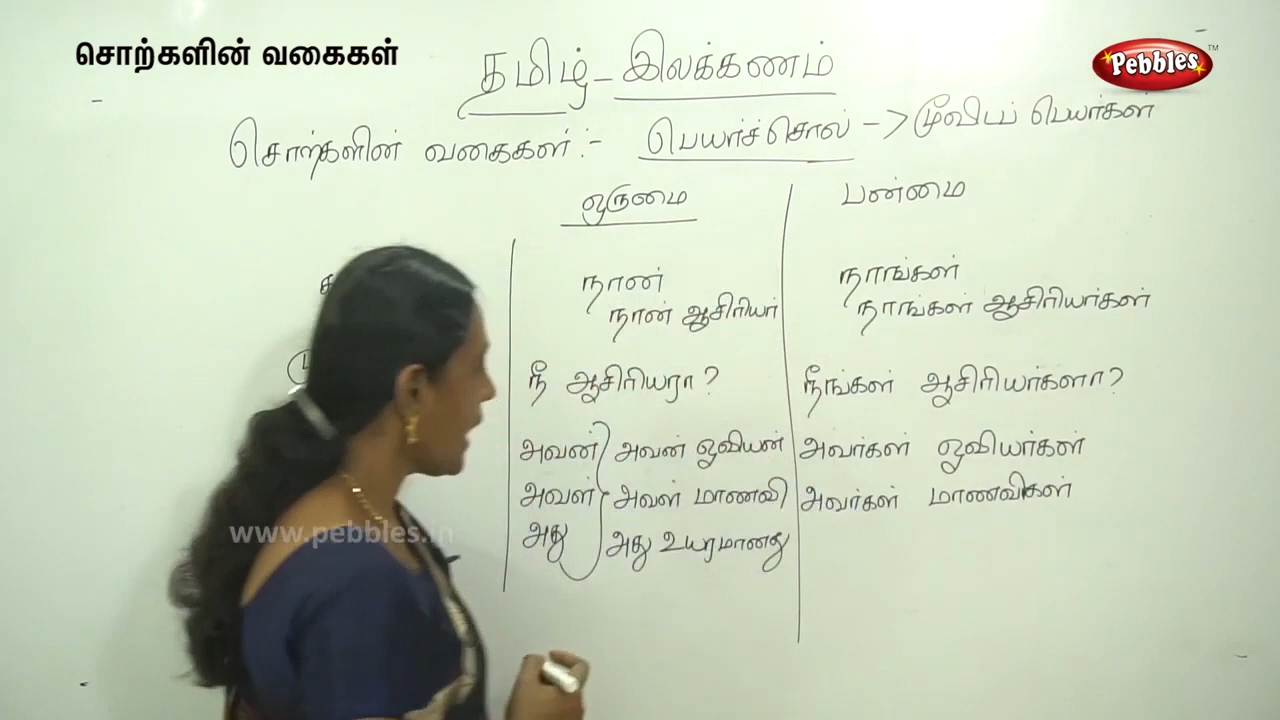 சொற்களின் வகைகள்
Pebbles TM
தமிழ் - இலக்கணம்
சொற்களின் வகைகள் :- பெயர்ச்சொல் -> மூவிடப் பெயர்கள்
ஒருமை பன்மை
நான் நாங்கள்
நான் ஆசிரியர் நாங்கள் ஆசிரியர்கள்
நீ ஆசிரியரா? நீங்கள் ஆசிரியர்களா?
அவன் அவன் ஓவியன் அவர்கள் ஓவியர்கள்
அவள் அவள் மாணவி அவர்கள் மாணவிகள்
அது அது உயரமானது
www.pebbles.in